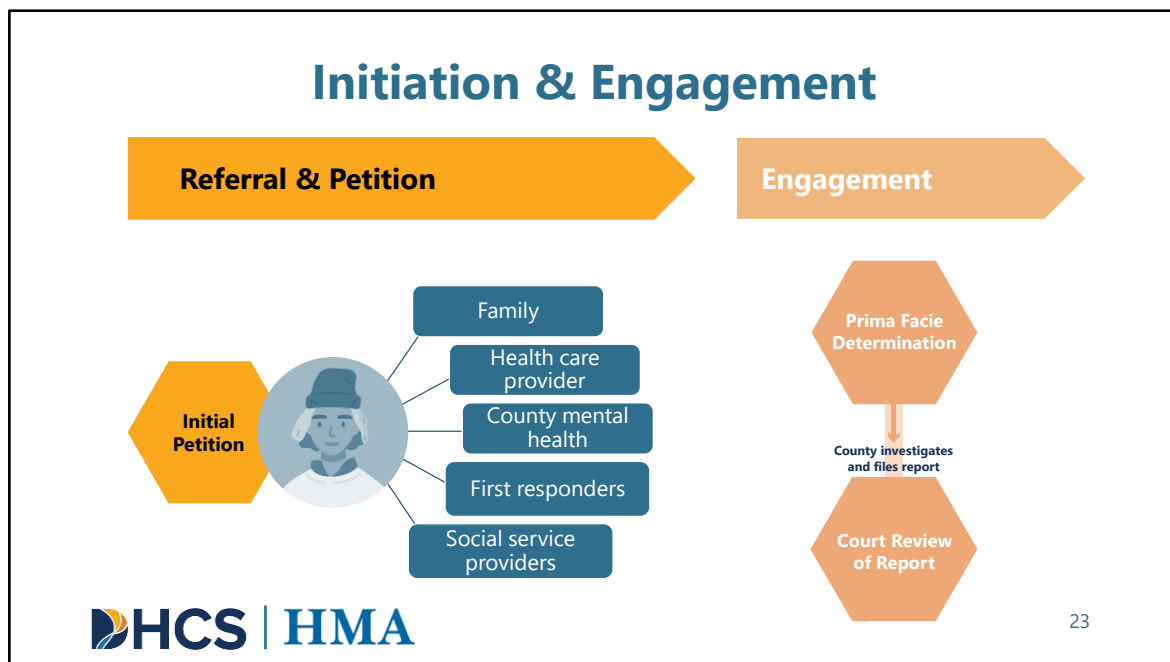 Initiation & Engagement
Referral & Petition
Engagement
Initial
Petition
Family
Health care
provider
County mental
health
First responders
Social service
providers
Prima Facie
Determination
County investigates
and files report
Court Review
of Report
DHCS | HMA
23